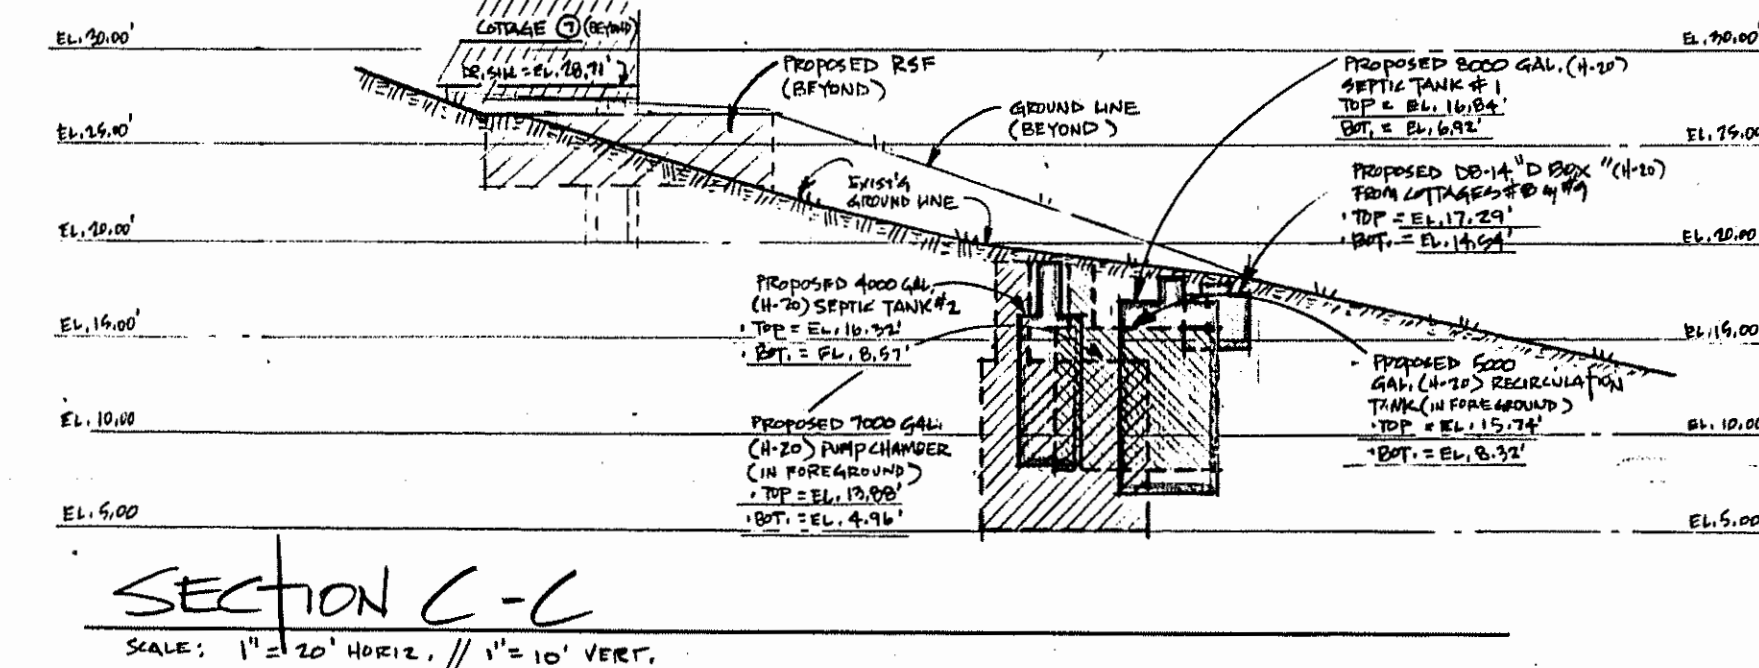 COTTAGE 7 (BEYOND)
EL. 30.00'
EL. 30.00'
DR. SILL = EL. 28.71'
PROPOSED RSF
(BEYOND)
GROUND LINE
(BEYOND)
PROPOSED 8000 GAL. (H-20)
SEPTIC TANK #1
TOP = EL. 16.84'
BOT. = EL. 6.92'
EL. 25.00'
EL. 25.00
PROPOSED DB-14 "D BOX" (H-20)
FROM COTTAGES #8 & #9
• TOP = EL. 17.29'
• BOT. = EL. 14.54'
EXIST'G
GROUND LINE
EL. 20.00'
EL. 20.00
PROPOSED 4000 GAL.
(H-20) SEPTIC TANK #2
• TOP = EL. 16.32'
• BOT. = EL. 8.57'
EL. 15.00'
EL. 15.00
PROPOSED 5000
GAL. (H-20) RECIRCULATION
TANK (IN FOREGROUND)
• TOP = EL. 15.74'
• BOT. = EL. 8.32'
EL. 10.00
EL. 10.00
PROPOSED 7000 GAL.
(H-20) PUMP CHAMBER
(IN FOREGROUND)
• TOP = EL. 13.88'
• BOT. = EL. 4.96'
EL. 5.00
EL. 5.00
SECTION C-C
SCALE: 1" = 20' HORIZ. // 1" = 10' VERT.